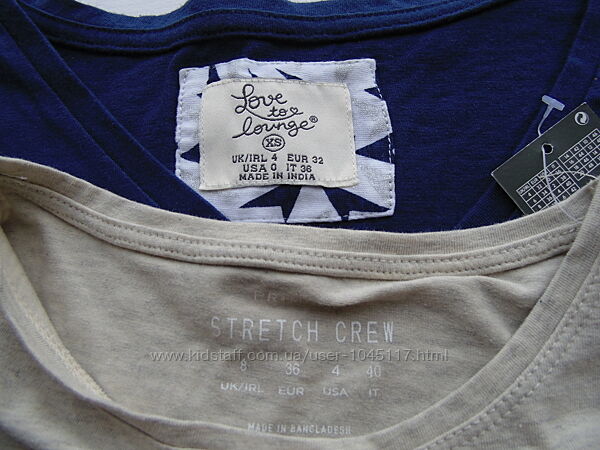 Love
to
lounge®
XS
UK/IRL 4 EUR 32
USA 0 IT 36
MADE IN INDIA
STRETCH CREW
www.kidstaff.com.ua/user-1045117.html
8 36 4 40
UK/IRL EUR USA IT
MADE IN BANGLADESH